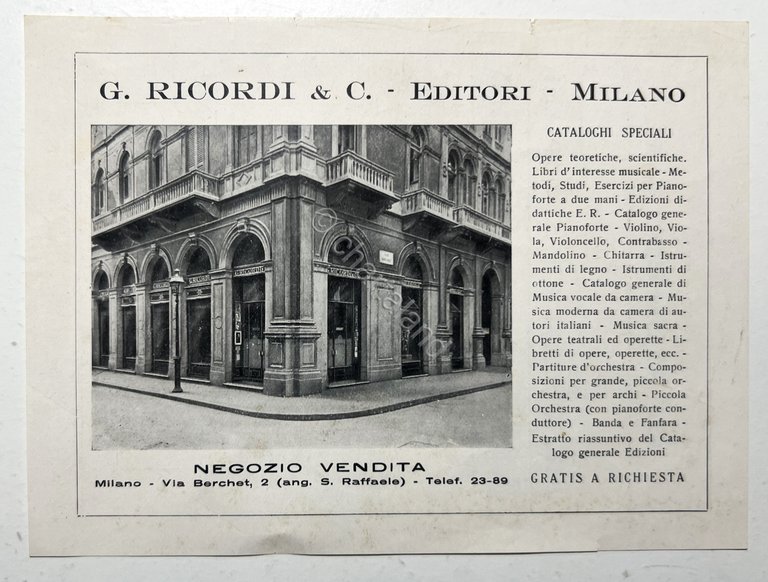 G. RICORDI & C. - EDITORI - MILANO
CATALOGHI SPECIALI
Opere teoretiche, scientifiche.
Libri d'interesse musicale - Me-
todi, Studi, Esercizi per Piano-
forte a due mani - Edizioni di-
dattiche E. R. - Catalogo gene-
rale Pianoforte - Violino, Vio-
la, Violoncello, Contrabasso -
Mandolino - Chitarra - Istru-
menti di legno - Istrumenti di
ottone - Catalogo generale di
Musica vocale da camera - Mu-
sica moderna da camera di au-
tori italiani - Musica sacra -
Opere teatrali ed operette - Li-
bretti di opere, operette, ecc. -
Partiture d'orchestra - Compo-
sizioni per grande, piccola or-
chestra, e per archi - Piccola
Orchestra (con pianoforte con-
duttore) - Banda e Fanfara -
Estratto riassuntivo del Cata-
logo generale Edizioni
GRATIS A RICHIESTA
NEGOZIO VENDITA
Milano - Via Berchet, 2 (ang. S. Raffaele) - Telef. 23-89